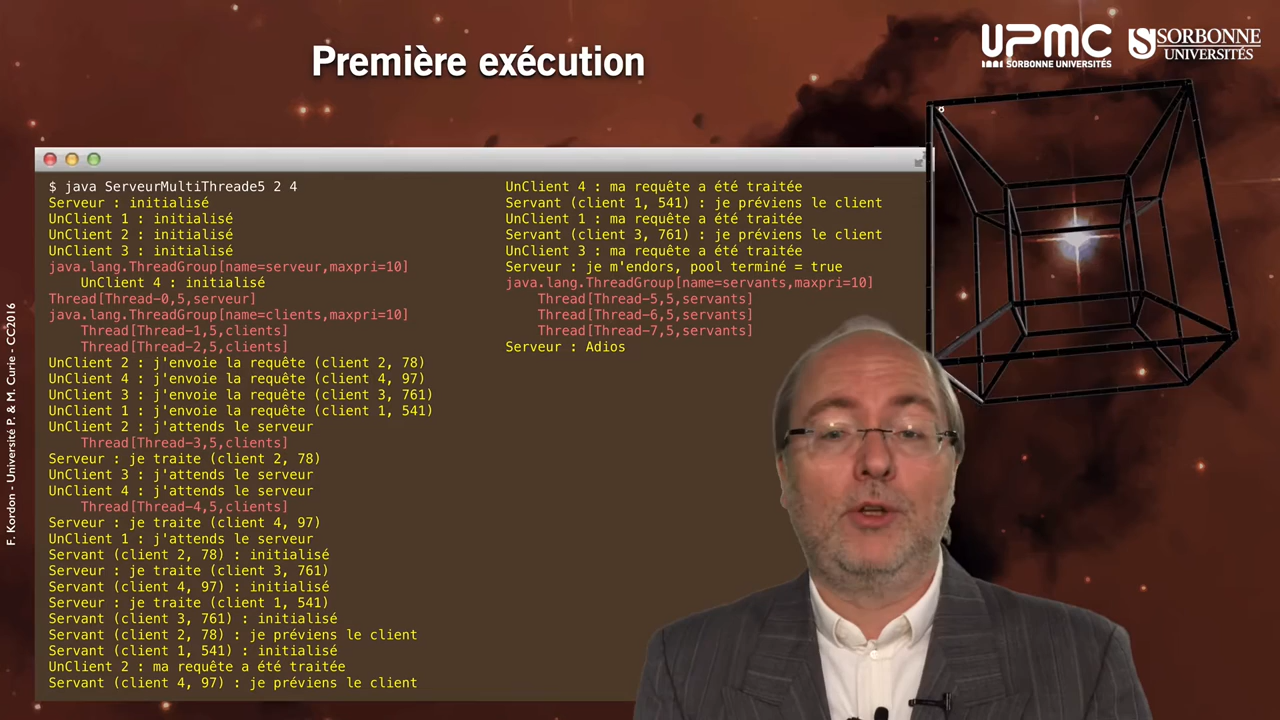 Première exécution
UPMC
SORBONNE UNIVERSITÉS
SORBONNE
UNIVERSITÉS
$ java ServeurMultiThreade5 2 4
Serveur : initialisé
UnClient 1 : initialisé
UnClient 2 : initialisé
UnClient 3 : initialisé
java.lang.ThreadGroup[name=serveur,maxpri=10]
UnClient 4 : initialisé
Thread[Thread-0,5,serveur]
java.lang.ThreadGroup[name=clients,maxpri=10]
Thread[Thread-1,5,clients]
Thread[Thread-2,5,clients]
UnClient 2 : j'envoie la requête (client 2, 78)
UnClient 4 : j'envoie la requête (client 4, 97)
UnClient 3 : j'envoie la requête (client 3, 761)
UnClient 1 : j'envoie la requête (client 1, 541)
UnClient 2 : j'attends le serveur
Thread[Thread-3,5,clients]
Serveur : je traite (client 2, 78)
UnClient 3 : j'attends le serveur
UnClient 4 : j'attends le serveur
Thread[Thread-4,5,clients]
Serveur : je traite (client 4, 97)
UnClient 1 : j'attends le serveur
Servant (client 2, 78) : initialisé
Serveur : je traite (client 3, 761)
Servant (client 4, 97) : initialisé
Serveur : je traite (client 1, 541)
Servant (client 3, 761) : initialisé
Servant (client 2, 78) : je préviens le client
Servant (client 1, 541) : initialisé
UnClient 2 : ma requête a été traitée
Servant (client 4, 97) : je préviens le client
UnClient 4 : ma requête a été traitée
Servant (client 1, 541) : je préviens le client
UnClient 1 : ma requête a été traitée
Servant (client 3, 761) : je préviens le client
UnClient 3 : ma requête a été traitée
Serveur : je m'endors, pool terminé = true
java.lang.ThreadGroup[name=servants,maxpri=10]
Thread[Thread-5,5,servants]
Thread[Thread-6,5,servants]
Thread[Thread-7,5,servants]
Serveur : Adios
F. Kordon - Université P. & M. Curie - CC2016